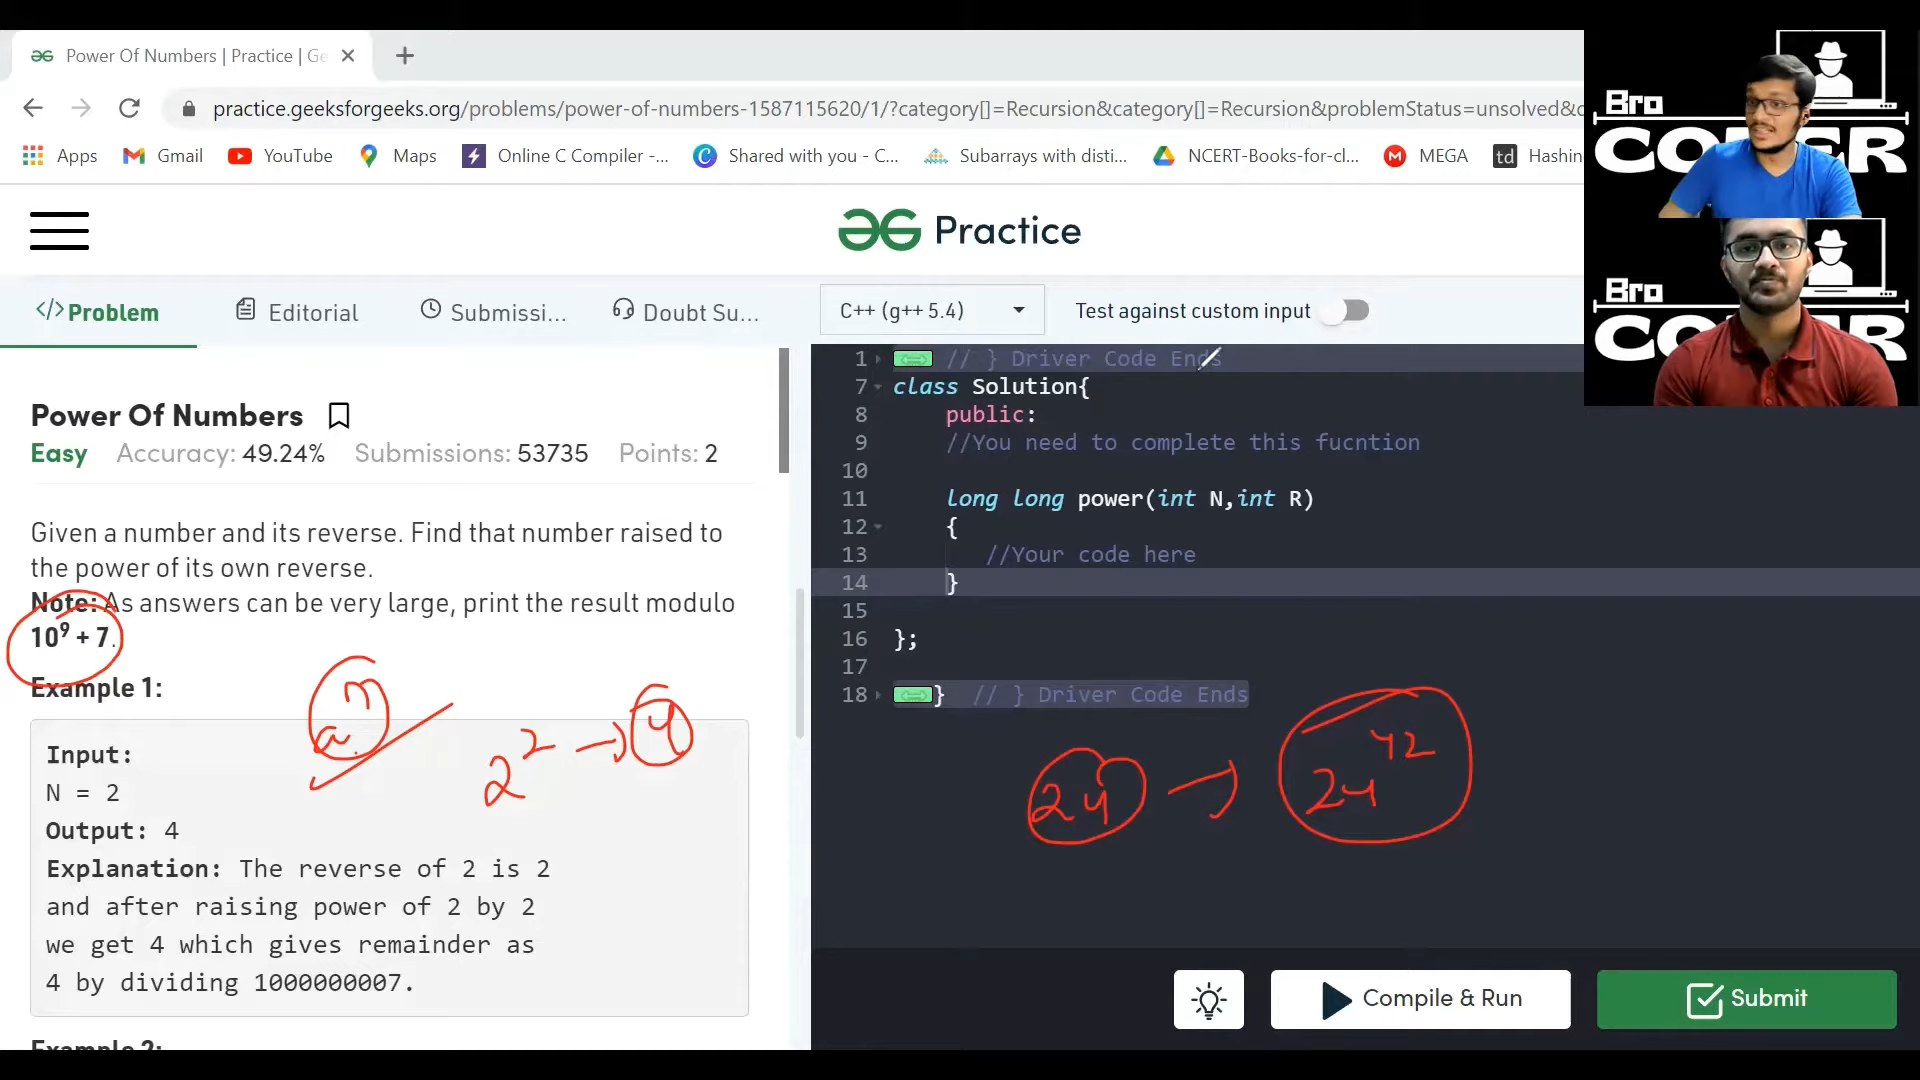 Power Of Numbers | Practice | Ge
practice.geeksforgeeks.org/problems/power-of-numbers-1587115620/1/?category[]=Recursion&category[]=Recursion&problemStatus=unsolved&c
Apps Gmail YouTube Maps Online C Compiler -... Shared with you - C... Subarrays with disti... NCERT-Books-for-cl... MEGA td Hashin
Bro
CODER
Bro
CODER
Practice
</>Problem Editorial Submissi... Doubt Su...
C++ (g++ 5.4) Test against custom input
Power Of Numbers
Easy Accuracy: 49.24% Submissions: 53735 Points: 2
Given a number and its reverse. Find that number raised to
the power of its own reverse.
Note: As answers can be very large, print the result modulo
10⁹ + 7.
Example 1:
Input:
N = 2
Output: 4
Explanation: The reverse of 2 is 2
and after raising power of 2 by 2
we get 4 which gives remainder as
4 by dividing 1000000007.
Example 2:
aⁿ
2² → 4
1 // } Driver Code Ends
7 class Solution{
8 public:
9 //You need to complete this fucntion
10
11 long long power(int N,int R)
12 {
13 //Your code here
14 }
15
16 };
17
18 } // } Driver Code Ends
24 → 24⁴²
Compile & Run
Submit